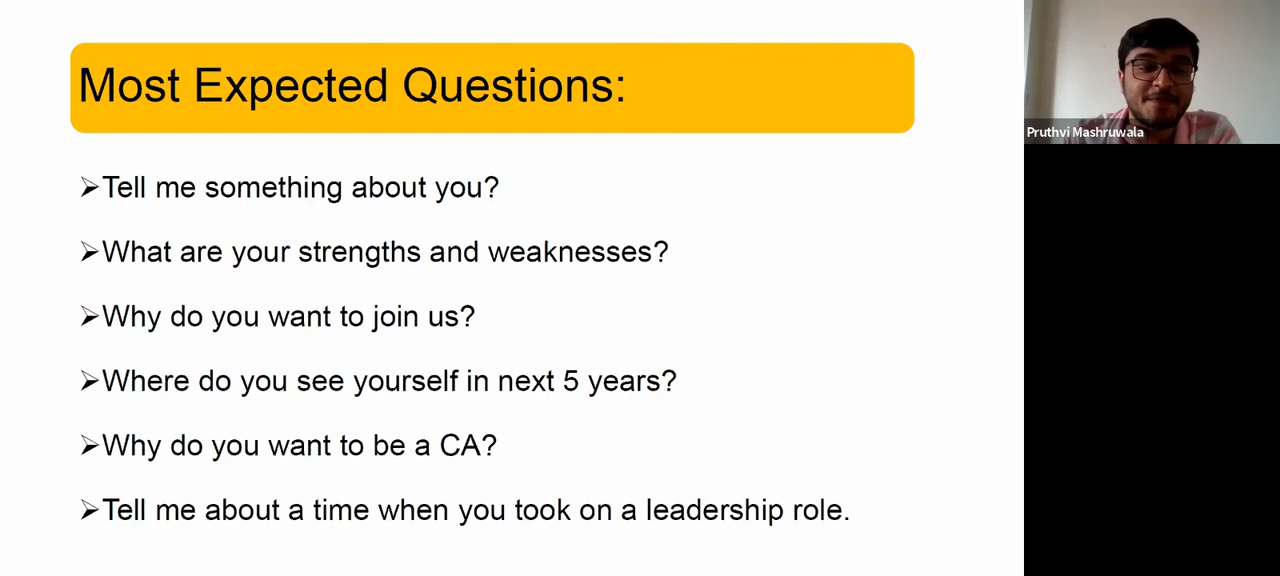 Most Expected Questions:
➢Tell me something about you?
➢What are your strengths and weaknesses?
➢Why do you want to join us?
➢Where do you see yourself in next 5 years?
➢Why do you want to be a CA?
➢Tell me about a time when you took on a leadership role.
Pruthvi Mashruwala